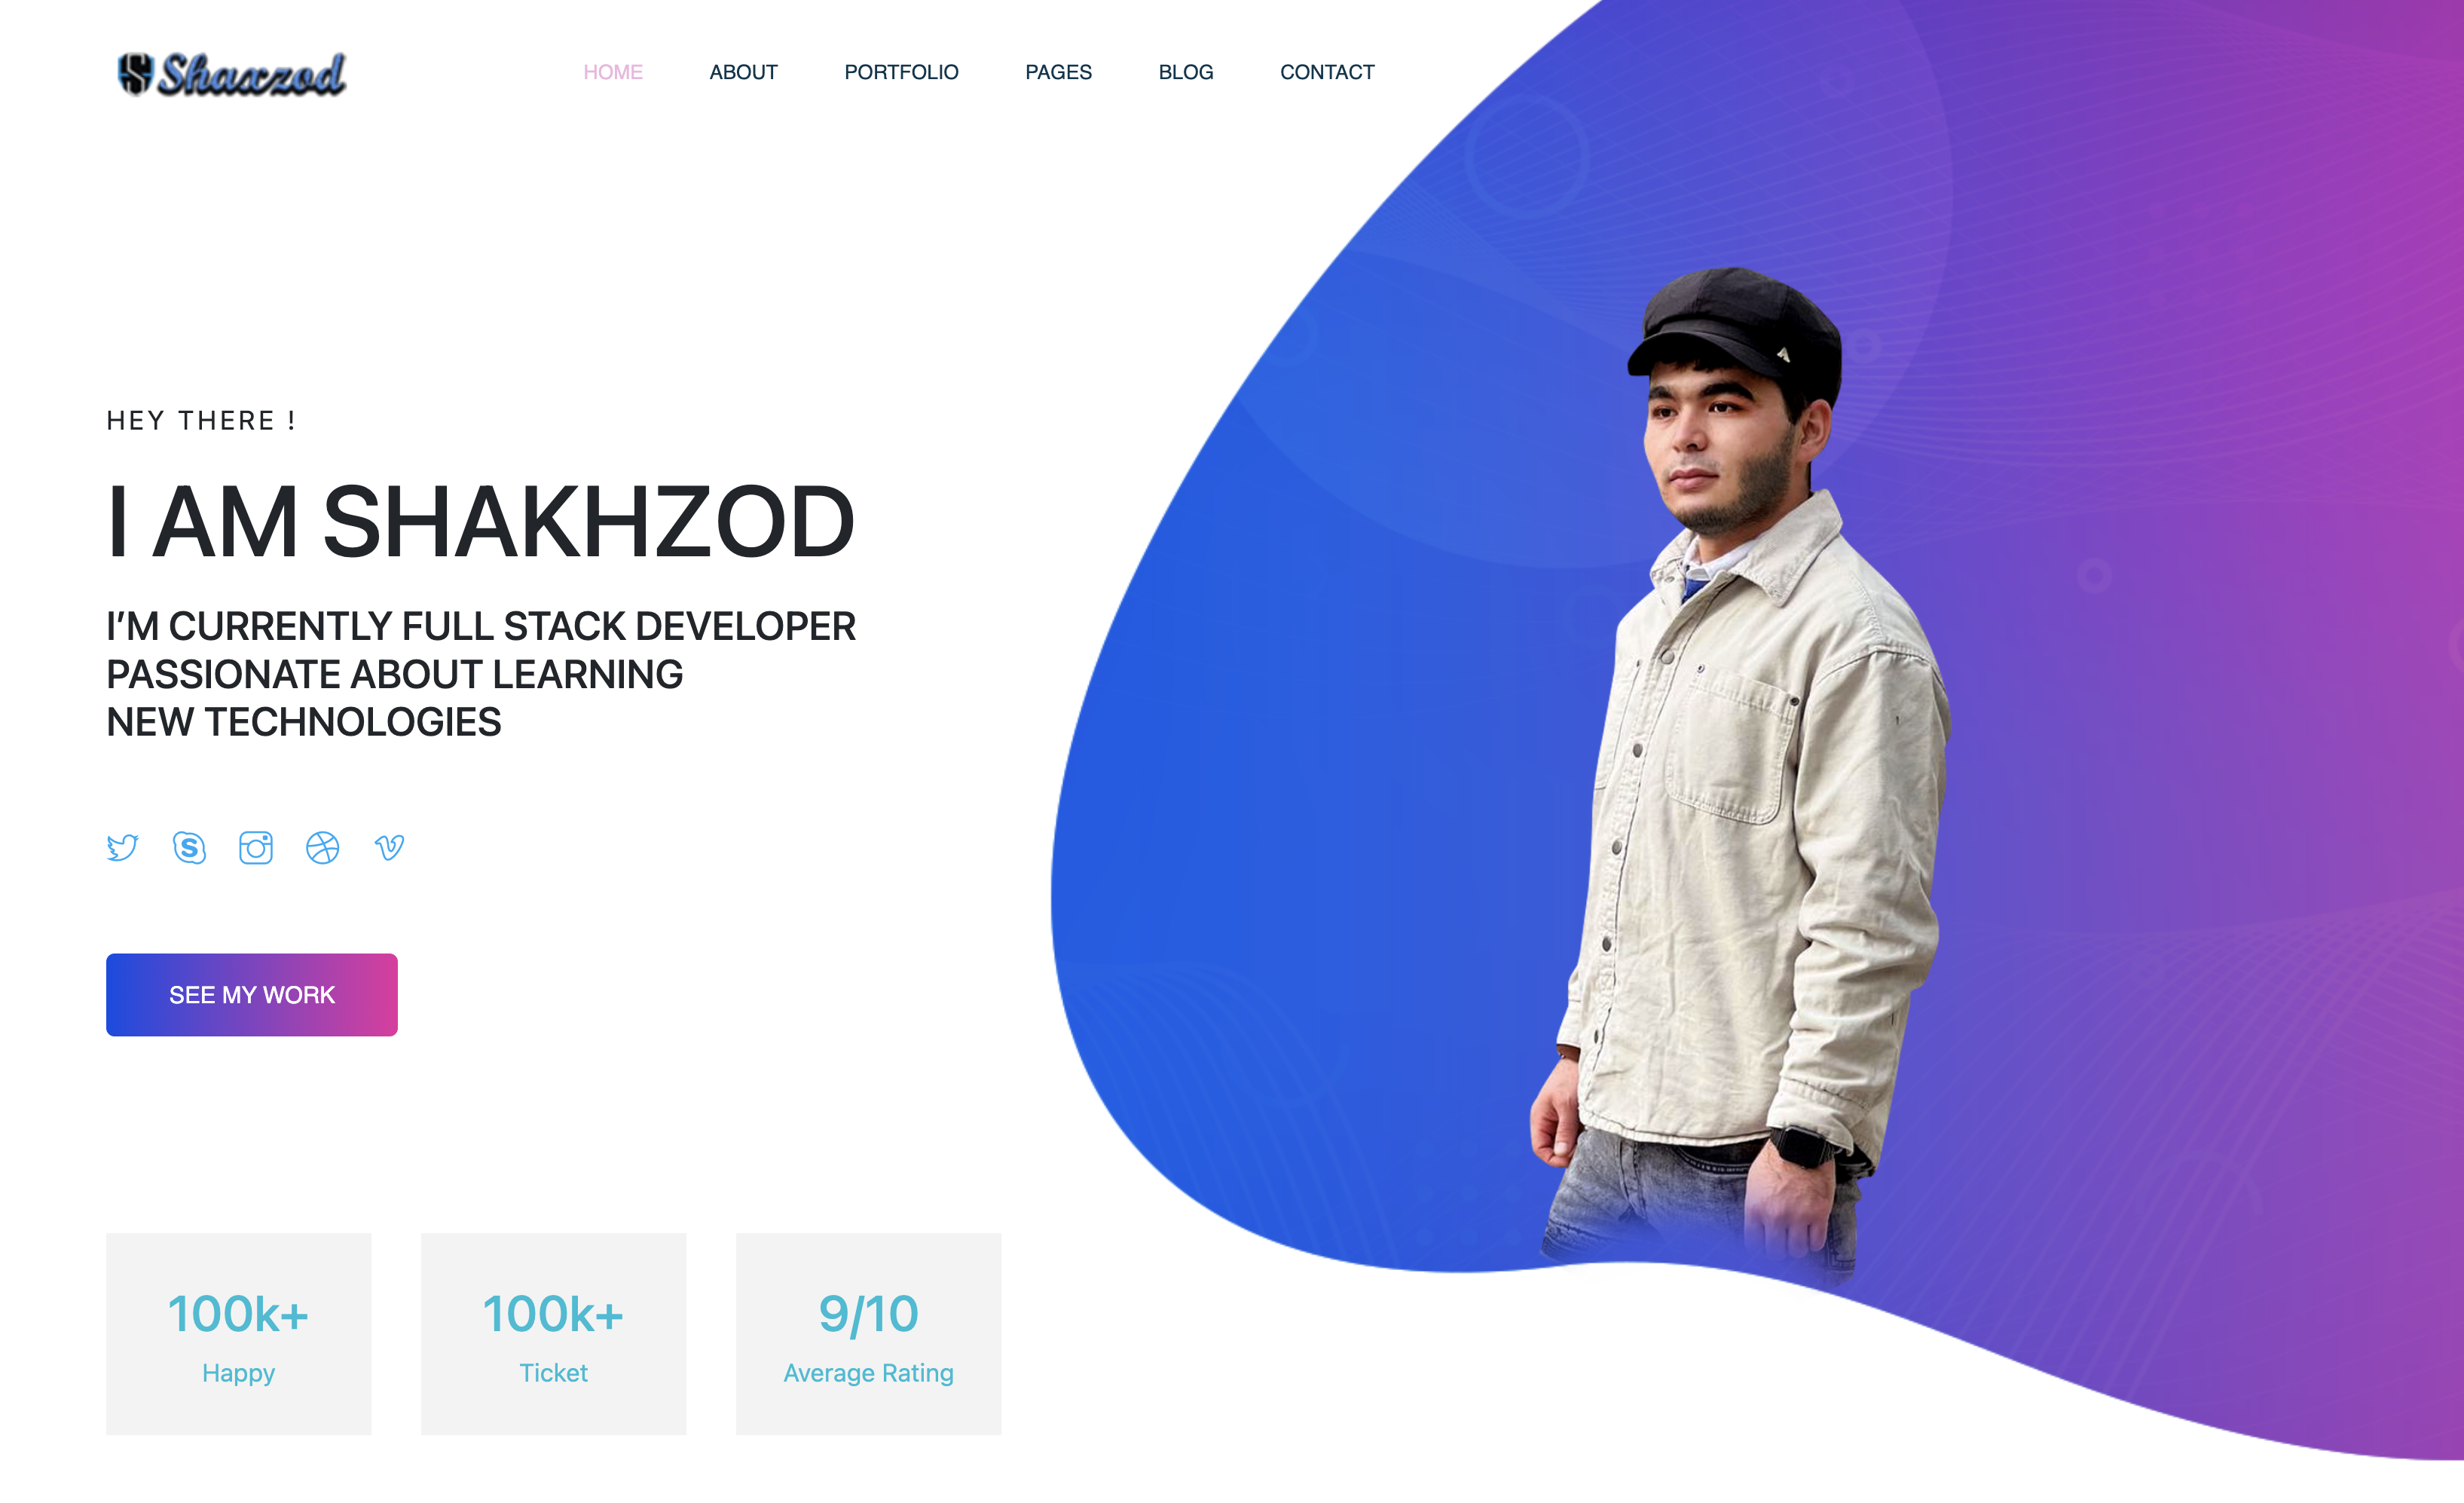 Shaxzod
HOME ABOUT PORTFOLIO PAGES BLOG CONTACT
HEY THERE !
I AM SHAKHZOD
I'M CURRENTLY FULL STACK DEVELOPER
PASSIONATE ABOUT LEARNING
NEW TECHNOLOGIES
SEE MY WORK
100k+ 100k+ 9/10
Happy Ticket Average Rating